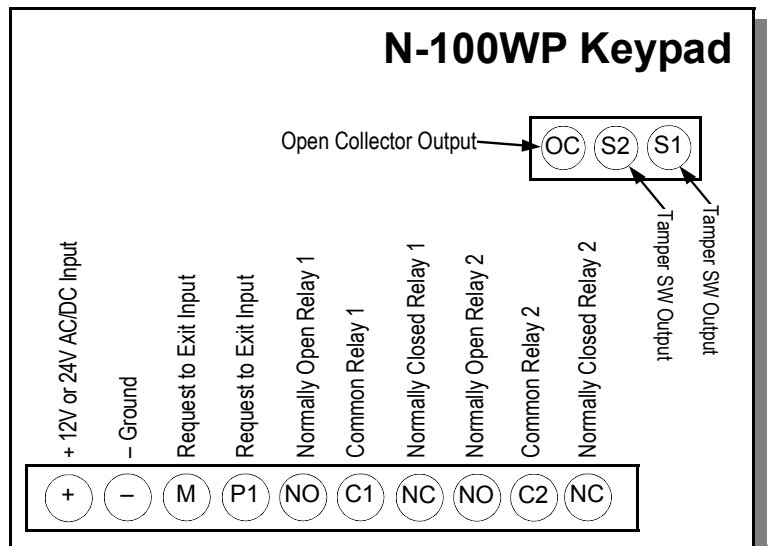 N-100WP Keypad
Open Collector Output
OC S2 S1
Tamper SW Output
Tamper SW Output
+ 12V or 24V AC/DC Input
– Ground
Request to Exit Input
Request to Exit Input
Normally Open Relay 1
Common Relay 1
Normally Closed Relay 1
Normally Open Relay 2
Common Relay 2
Normally Closed Relay 2
+ – M P1 NO C1 NC NO C2 NC